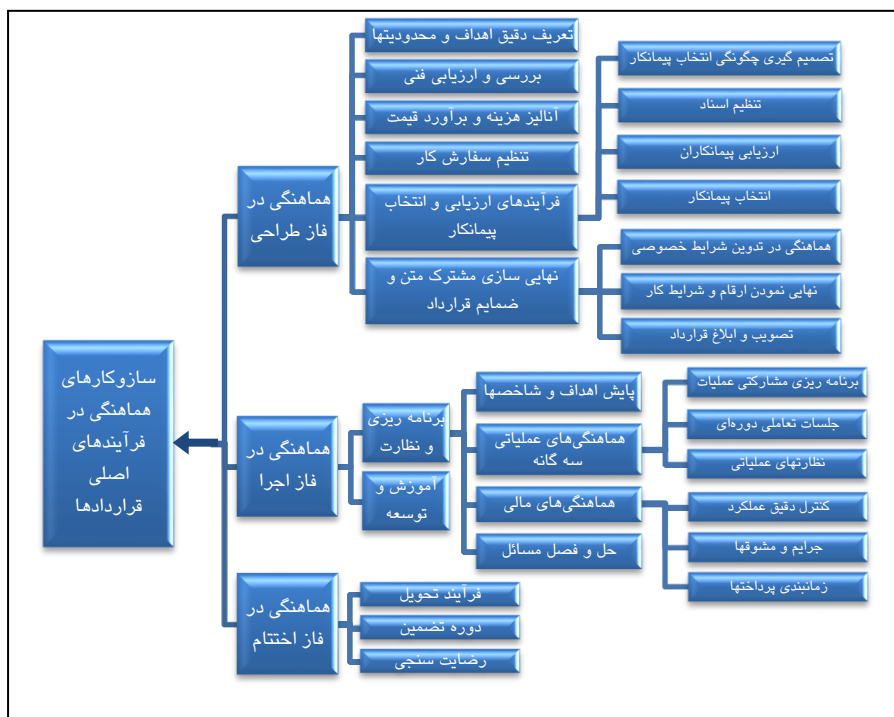 سازوکارهای
هماهنگی در
فرآیندهای
اصلی
قراردادها
هماهنگی در
فاز طراحی
تعریف دقیق اهداف و محدودیتها
بررسی و ارزیابی فنی
آنالیز هزینه و برآورد قیمت
تنظیم سفارش کار
فرآیندهای ارزیابی و انتخاب
پیمانکار
تصمیم گیری چگونگی انتخاب پیمانکار
تنظیم اسناد
ارزیابی پیمانکاران
انتخاب پیمانکار
نهایی سازی مشترک متن و
ضمایم قرارداد
هماهنگی در تدوین شرایط خصوصی
نهایی نمودن ارقام و شرایط کار
تصویب و ابلاغ قرارداد
هماهنگی در
فاز اجرا
برنامه ریزی
و نظارت
پایش اهداف و شاخصها
هماهنگی‌های عملیاتی
سه گانه
برنامه ریزی مشارکتی عملیات
جلسات تعاملی دوره‌ای
نظارتهای عملیاتی
هماهنگی‌های مالی
کنترل دقیق عملکرد
جرایم و مشوقها
زمانبندی پرداختها
حل و فصل مسائل
آموزش و
توسعه
هماهنگی در
فاز اختتام
فرآیند تحویل
دوره تضمین
رضایت سنجی